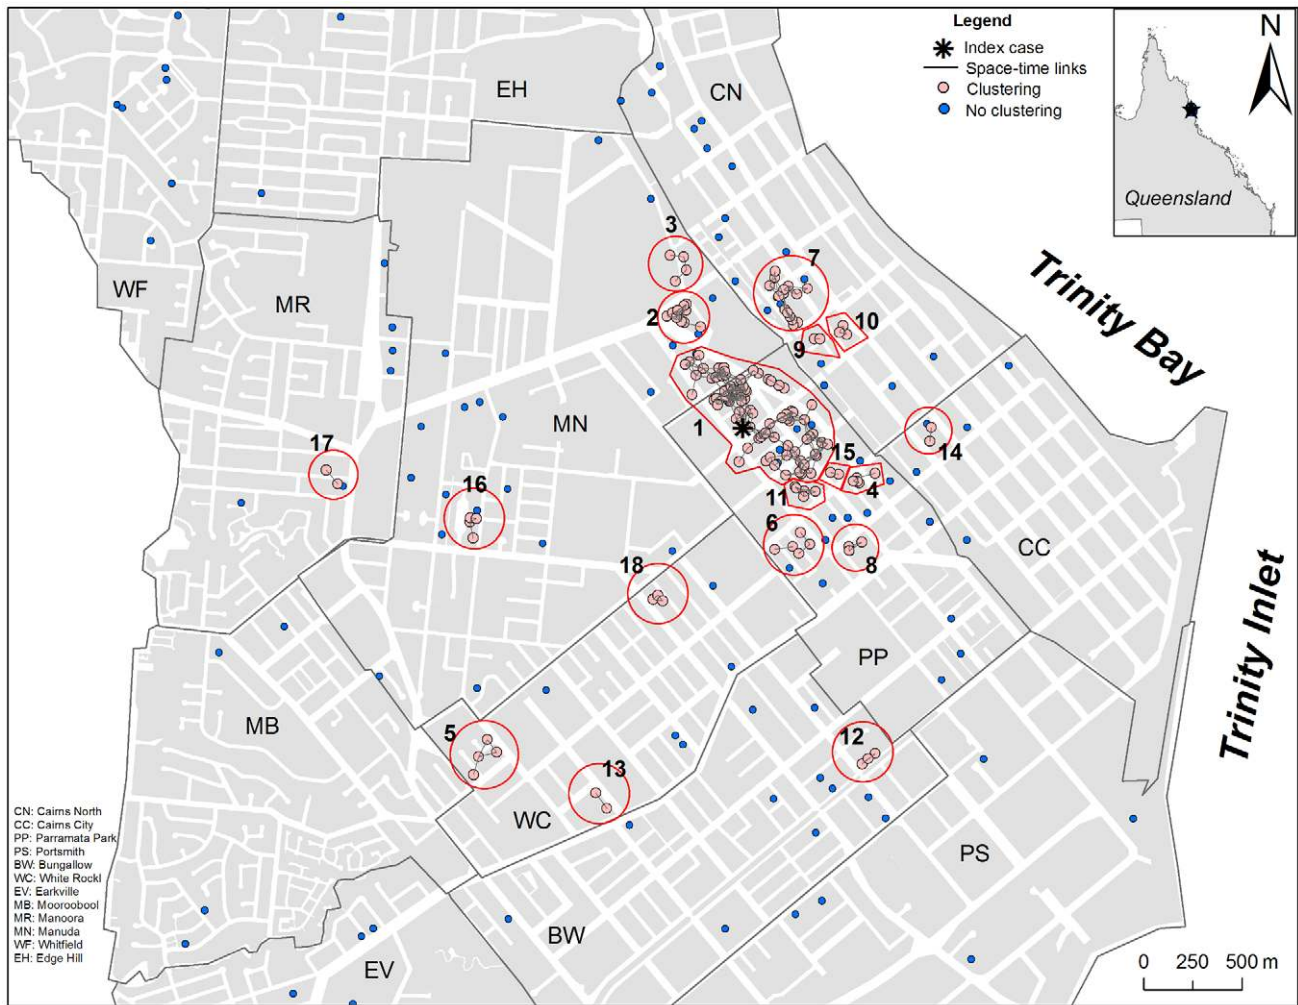 Legend
Index case
Space-time links
Clustering
No clustering
N
Queensland
EH
CN
3
7
WF
MR
2
10
9
Trinity Bay
MN
1
17
15
14
16
4
11
6
CC
8
18
Trinity Inlet
PP
MB
5
12
13
WC
PS
BW
EV
CN: Cairns North
CC: Cairns City
PP: Parramata Park
PS: Portsmith
BW: Bungallow
WC: White Rockl
EV: Earkville
MB: Mooroobool
MR: Manoora
MN: Manuda
WF: Whitfield
EH: Edge Hill
0 250 500 m